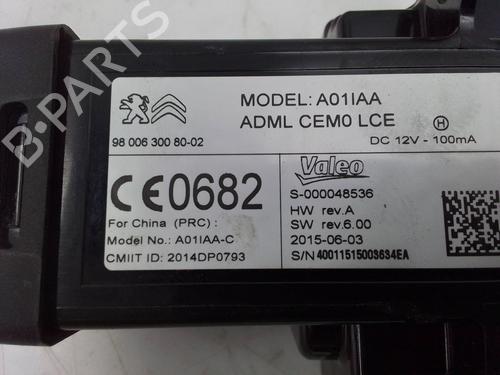 MODEL: A01IAA
ADML CEM0 LCE
H
98 006 300 80-02
DC 12V - 100mA
CE0682
Valeo
S-000048536
HW rev.A
SW rev.6.00
2015-06-03
S/N 40011515003634EA
For China (PRC):
Model No.: A01IAA-C
CMIIT ID: 2014DP0793
B-PARTS